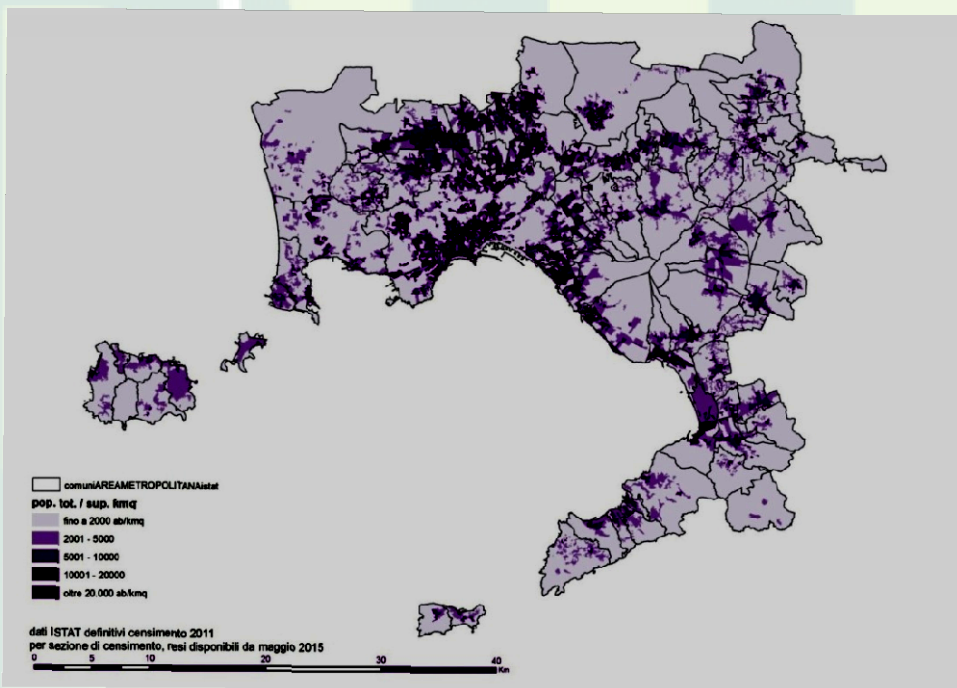 comuniAREAMETROPOLITANAistat
pop. tot. / sup. kmq
fino a 2000 ab/kmq
2001 - 5000
5001 - 10000
10001 - 20000
oltre 20.000 ab/kmq
dati ISTAT definitivi censimento 2011
per sezione di censimento, resi disponibili da maggio 2015
0 5 10 20 30 40
Km